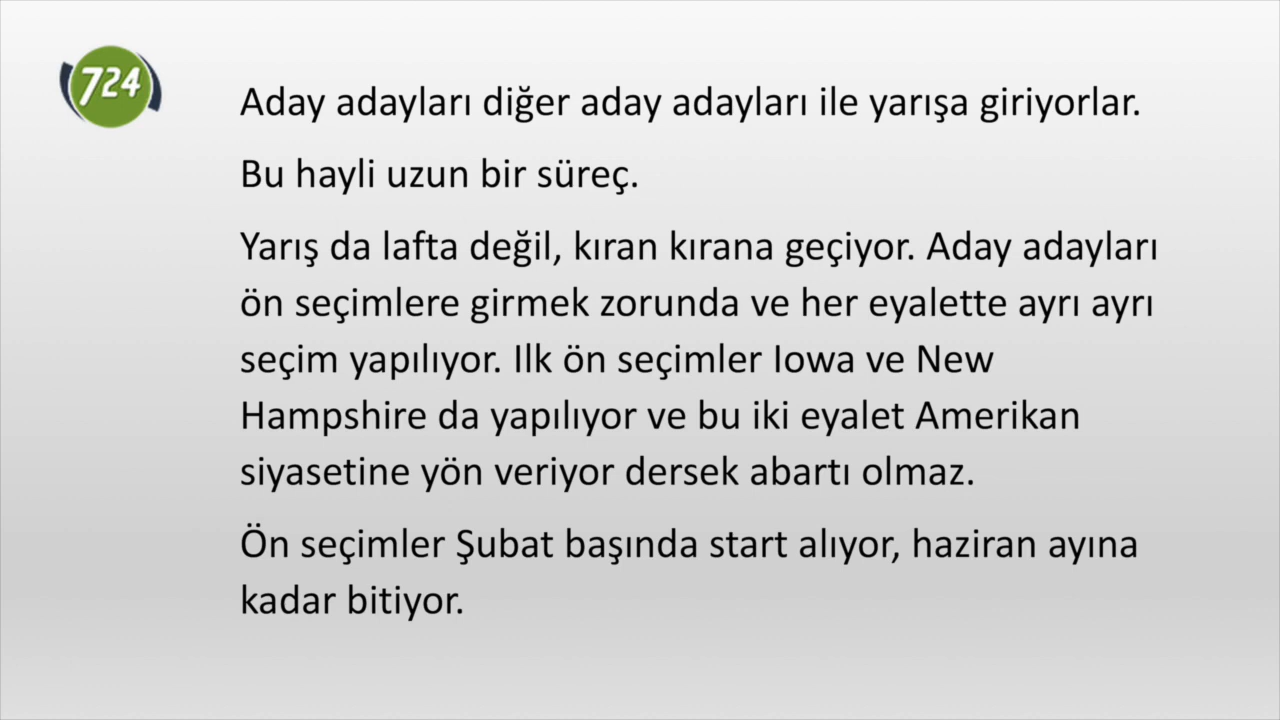 724
Aday adayları diğer aday adayları ile yarışa giriyorlar.
Bu hayli uzun bir süreç.
Yarış da lafta değil, kıran kırana geçiyor. Aday adayları
ön seçimlere girmek zorunda ve her eyalette ayrı ayrı
seçim yapılıyor. Ilk ön seçimler Iowa ve New
Hampshire da yapılıyor ve bu iki eyalet Amerikan
siyasetine yön veriyor dersek abartı olmaz.
Ön seçimler Şubat başında start alıyor, haziran ayına
kadar bitiyor.